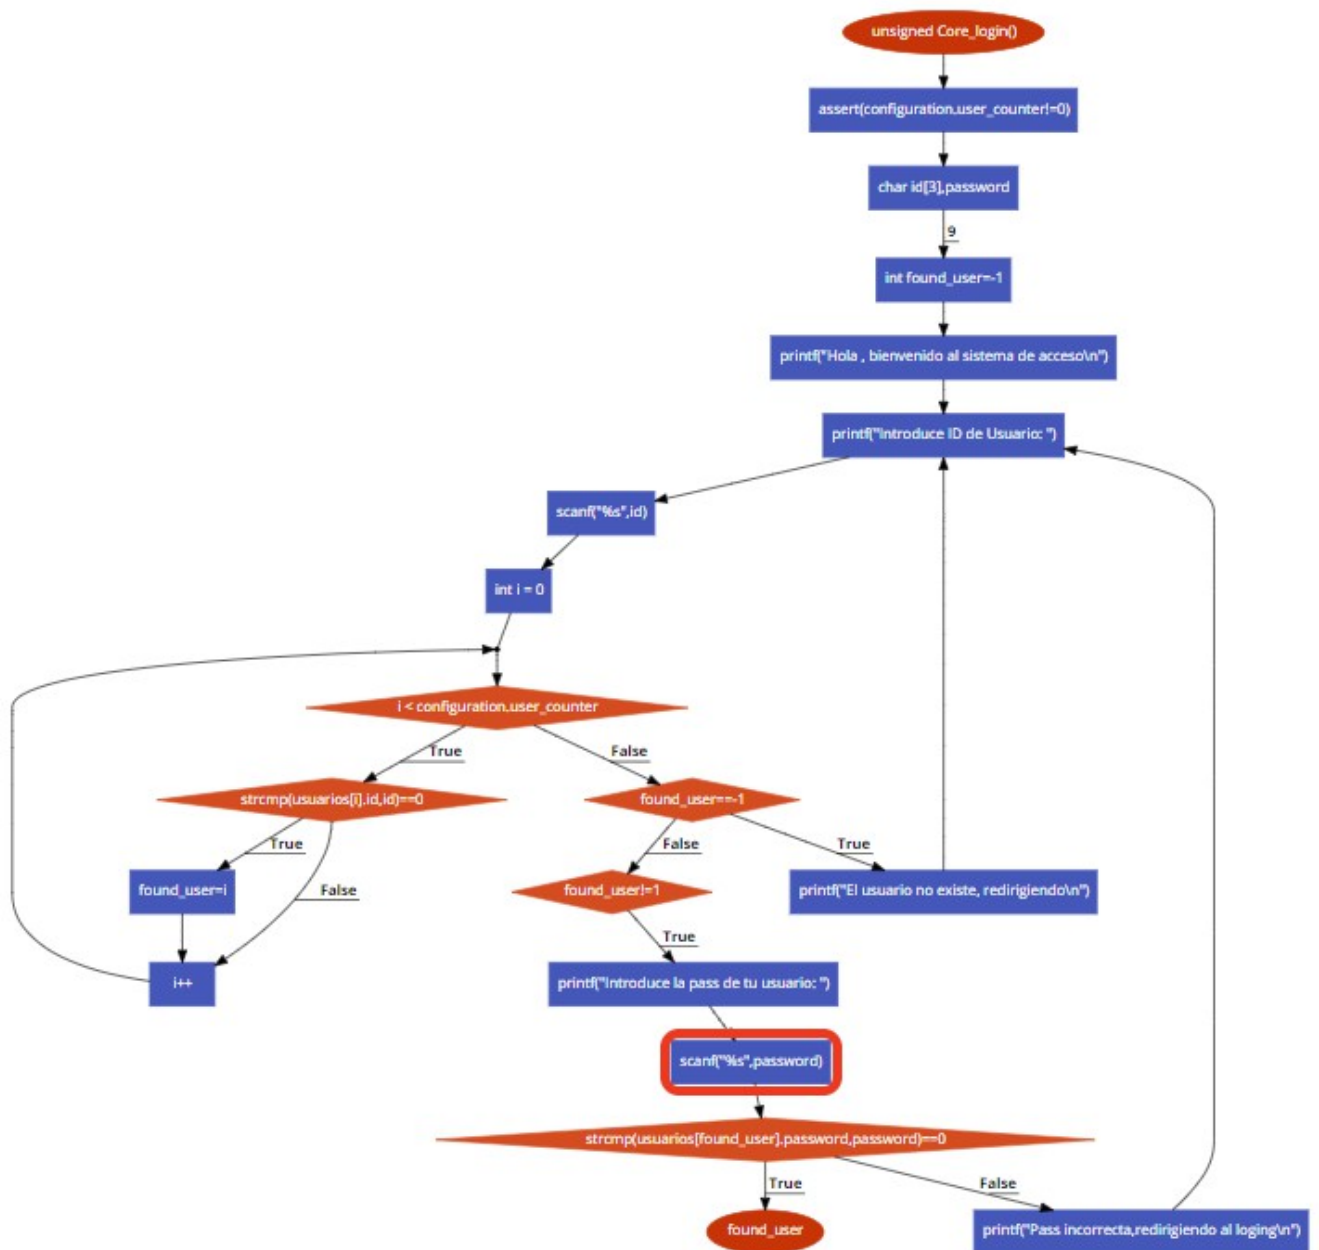 unsigned Core_login()
assert(configuration.user_counter!=0)
char id[3],password
9
int found_user=-1
printf("Hola , bienvenido al sistema de acceso\n")
printf("Introduce ID de Usuario: ")
scanf("%s",id)
int i = 0
i < configuration.user_counter
True
False
strcmp(usuarios[i].id,id)==0
found_user==-1
True
False
True
found_user=i
False
found_user!=1
printf("El usuario no existe, redirigiendo\n")
True
i++
printf("Introduce la pass de tu usuario: ")
scanf("%s",password)
strcmp(usuarios[found_user].password,password)==0
True
False
found_user
printf("Pass incorrecta,redirigiendo al loging\n")